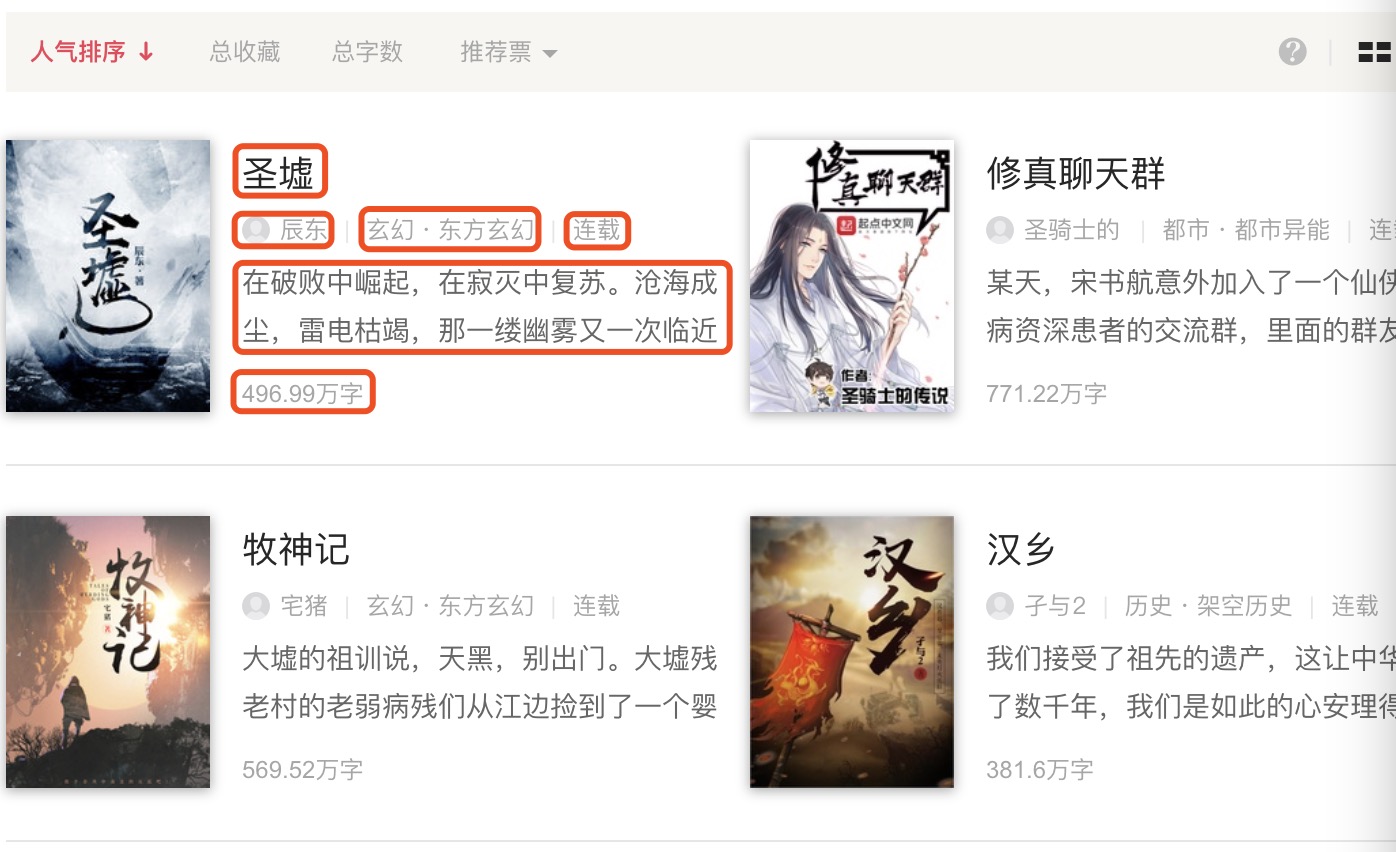 人气排序 ↓ 总收藏 总字数 推荐票
圣墟
辰东·著
圣墟
辰东 | 玄幻 · 东方玄幻 | 连载
在破败中崛起，在寂灭中复苏。沧海成
尘，雷电枯竭，那一缕幽雾又一次临近
496.99万字
修真聊天群
起点中文网
作者:
圣骑士的传说
修真聊天群
圣骑士的 | 都市 · 都市异能 |
某天，宋书航意外加入了一个仙侠
病资深患者的交流群，里面的群友
771.22万字
牧神记
宅猪 著
牧神记
宅猪 | 玄幻 · 东方玄幻 | 连载
大墟的祖训说，天黑，别出门。大墟残
老村的老弱病残们从江边捡到了一个婴
569.52万字
汉乡
孑与2
汉乡
孑与2 | 历史 · 架空历史 | 连载
我们接受了祖先的遗产，这让中华
了数千年，我们是如此的心安理得
381.6万字